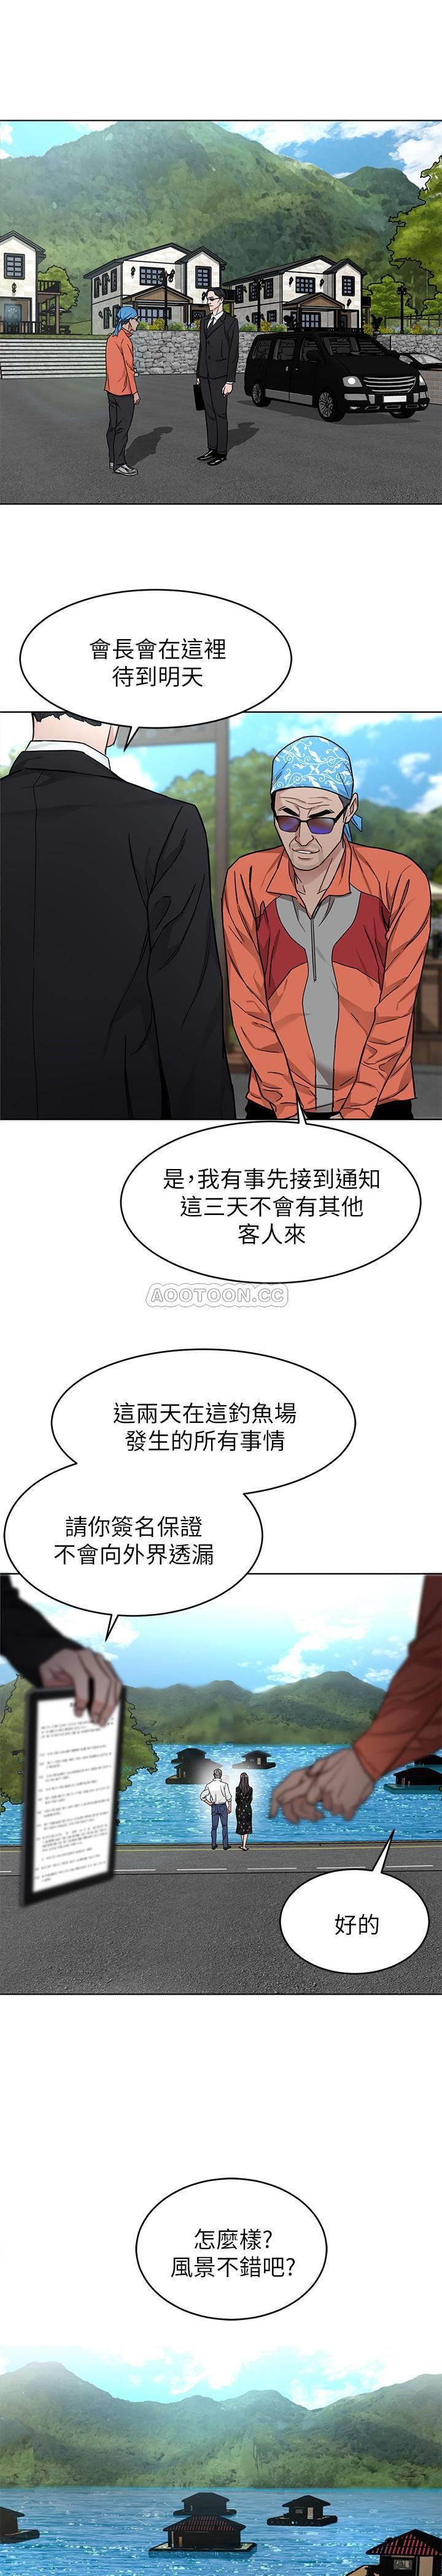 會長會在這裡
待到明天
是，我有事先接到通知
這三天不會有其他
客人來
AOOTOON.CC
這兩天在這釣魚場
發生的所有事情
請你簽名保證
不會向外界透漏
好的
怎麼樣?
風景不錯吧?